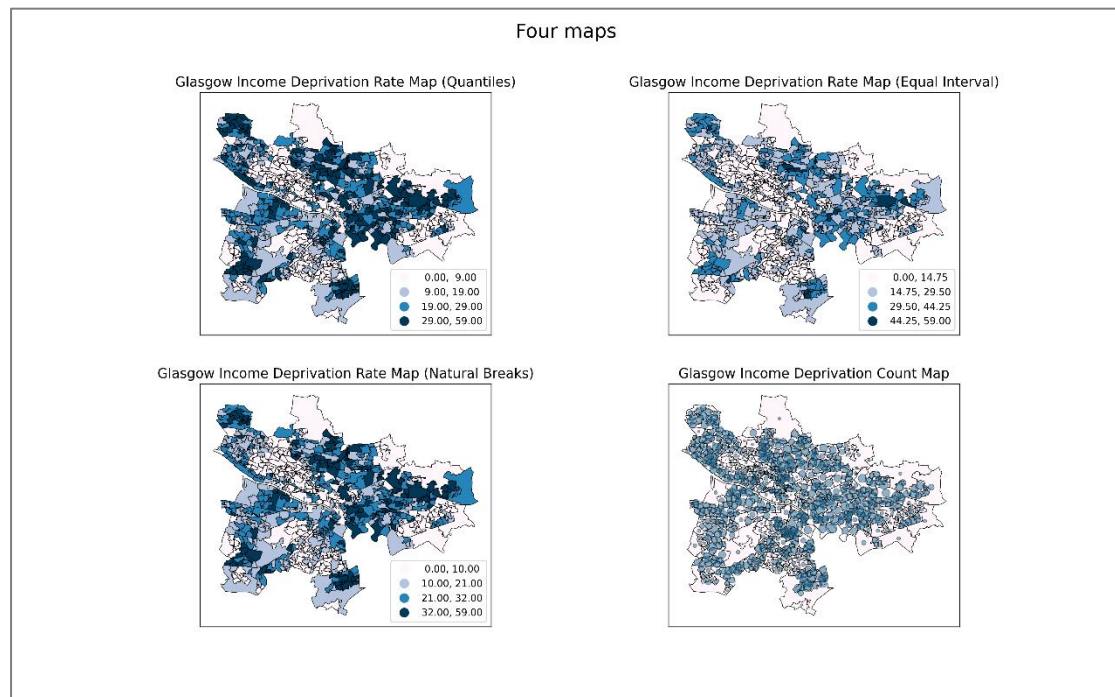 Four maps
Glasgow Income Deprivation Rate Map (Quantiles)
0.00, 9.00
9.00, 19.00
19.00, 29.00
29.00, 59.00
Glasgow Income Deprivation Rate Map (Equal Interval)
0.00, 14.75
14.75, 29.50
29.50, 44.25
44.25, 59.00
Glasgow Income Deprivation Rate Map (Natural Breaks)
0.00, 10.00
10.00, 21.00
21.00, 32.00
32.00, 59.00
Glasgow Income Deprivation Count Map